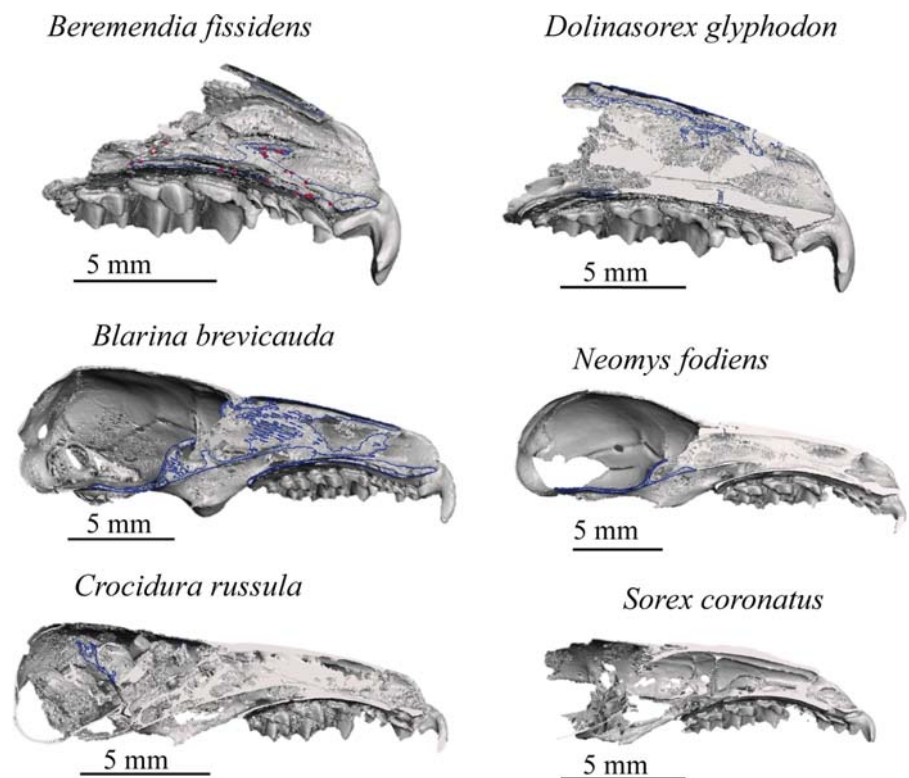 Beremendia fissidens
Dolinasorex glyphodon
5 mm
5 mm
Blarina brevicauda
Neomys fodiens
5 mm
5 mm
Crocidura russula
Sorex coronatus
5 mm
5 mm